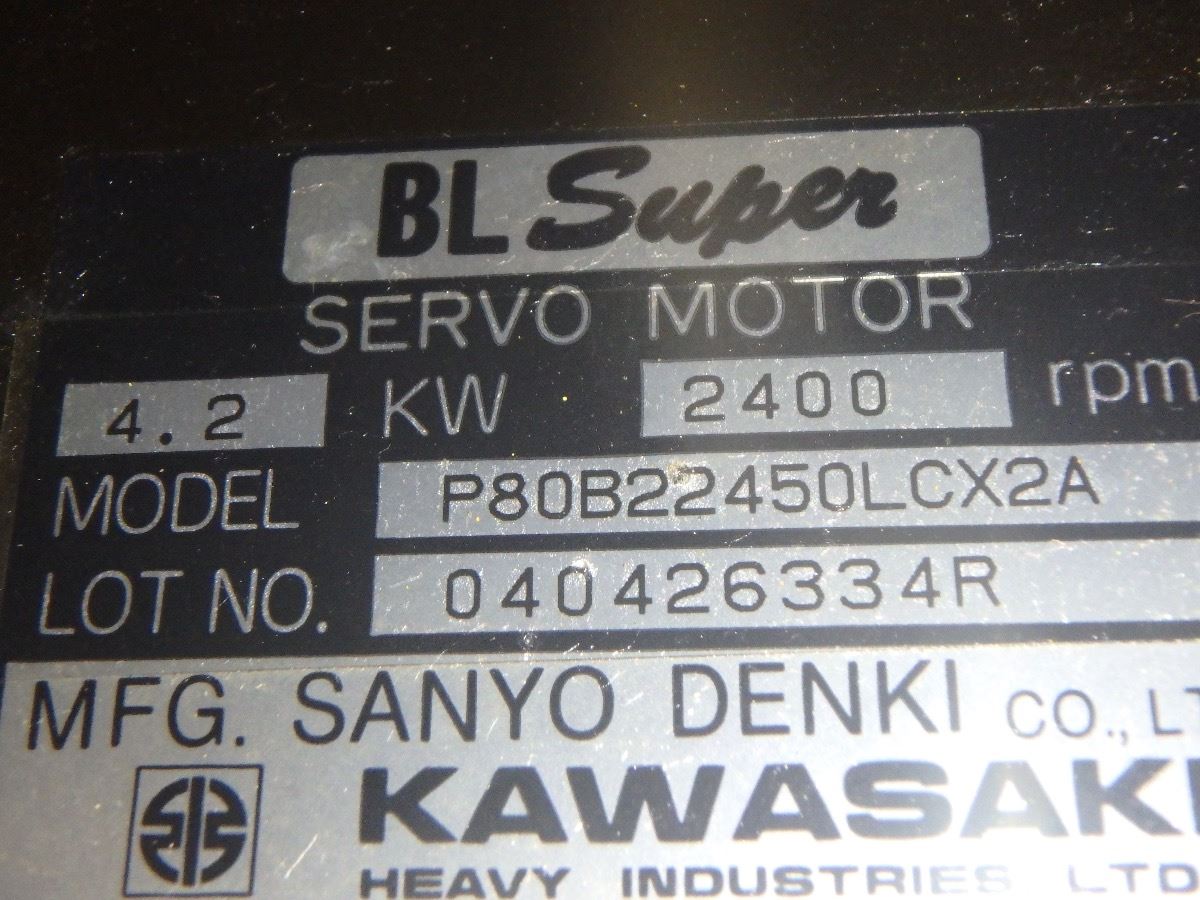 BL Super
SERVO MOTOR
4.2 KW 2400 rpm
MODEL P80B22450LCX2A
LOT NO. 040426334R
MFG. SANYO DENKI CO., LT
KAWASAKI
HEAVY INDUSTRIES LTD